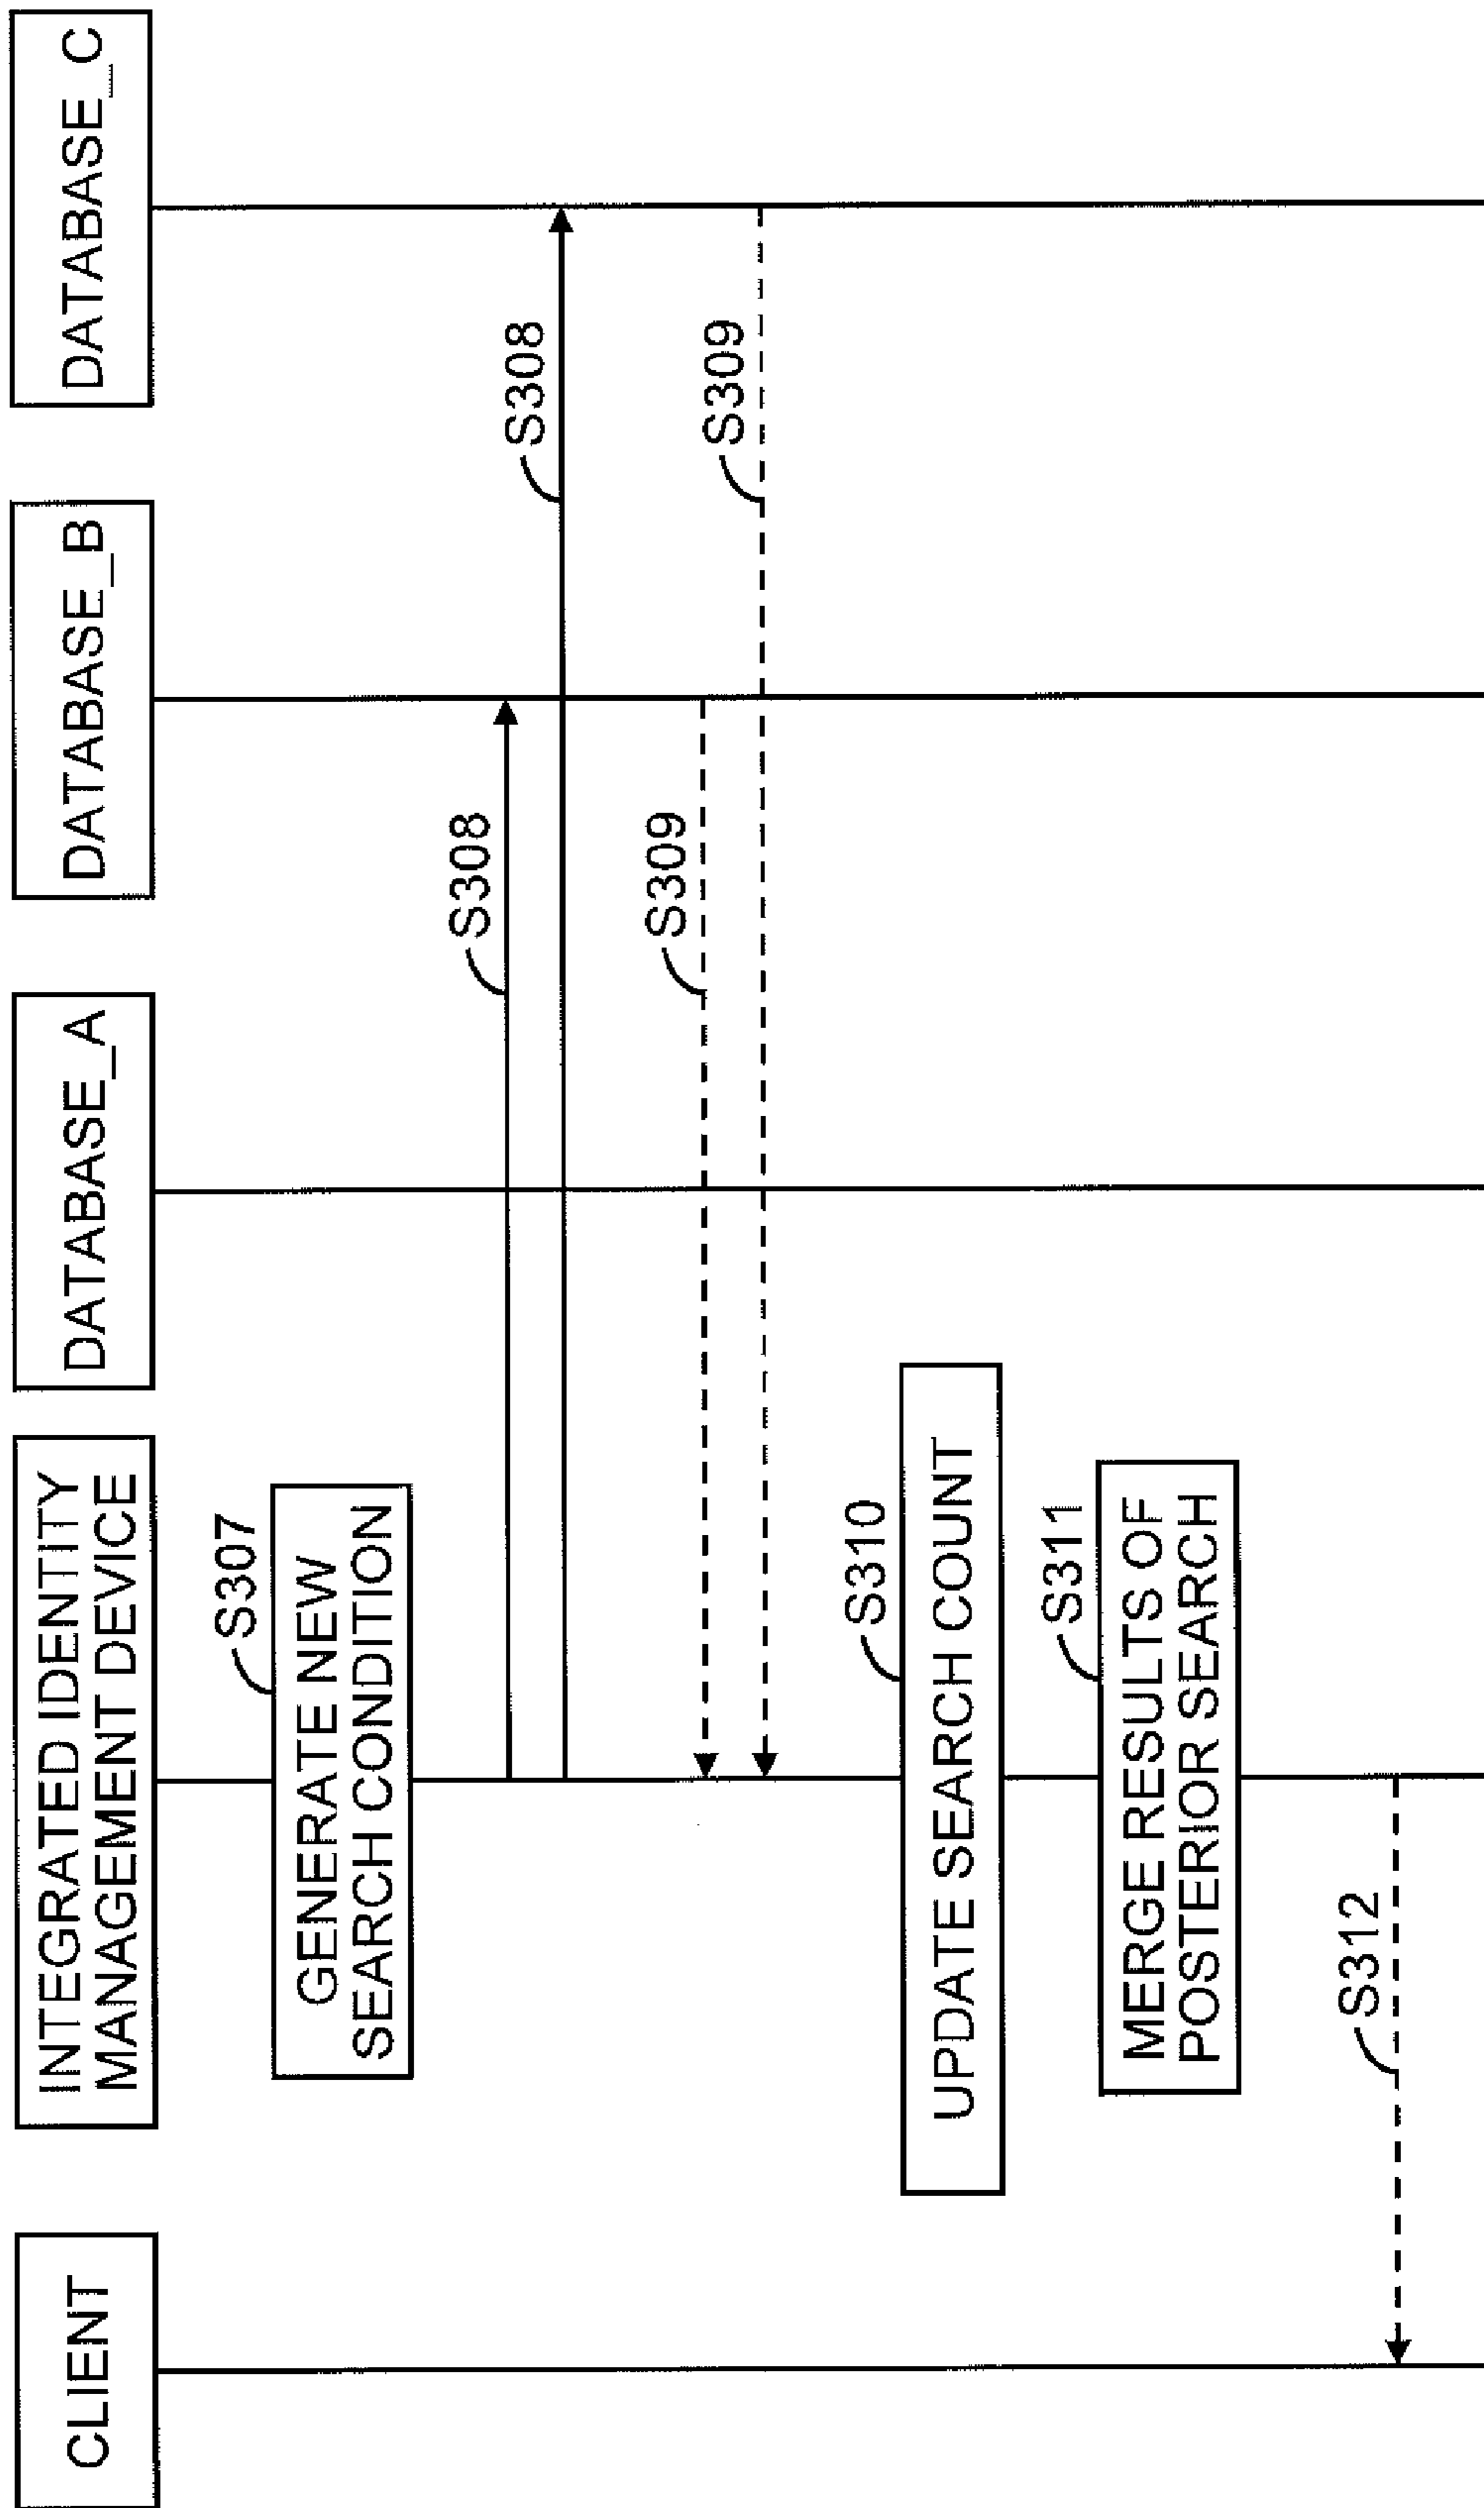 CLIENT
INTEGRATED IDENTITY
MANAGEMENT DEVICE
DATABASE_A
DATABASE_B
DATABASE_C
S307
GENERATE NEW
SEARCH CONDITION
S308
S308
S309
S309
S310
UPDATE SEARCH COUNT
S311
MERGE RESULTS OF
POSTERIOR SEARCH
S312